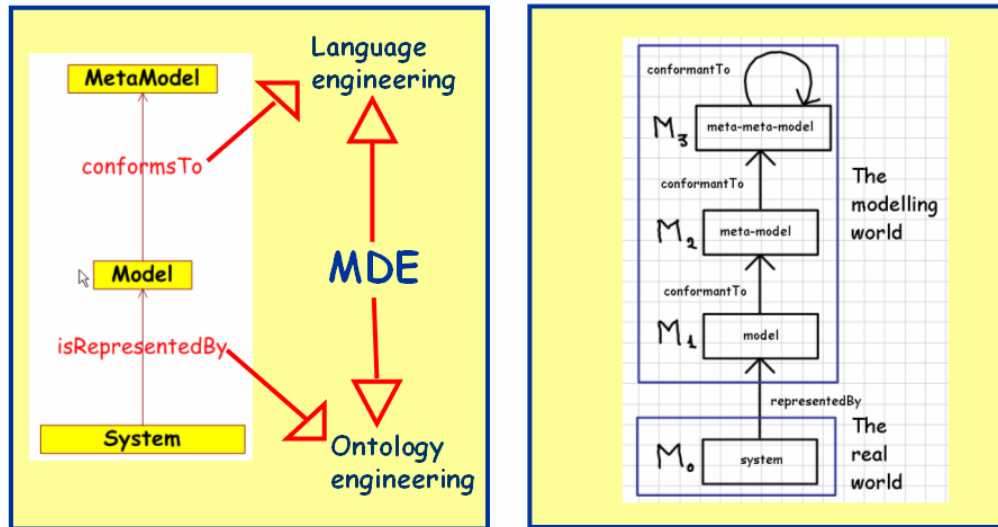 Language
engineering
MetaModel
conformsTo
MDE
Model
isRepresentedBy
System
Ontology
engineering
conformantTo
M3
meta-meta-model
conformantTo
The
modelling
world
M2
meta-model
conformantTo
M1
model
representedBy
The
real
world
M0
system